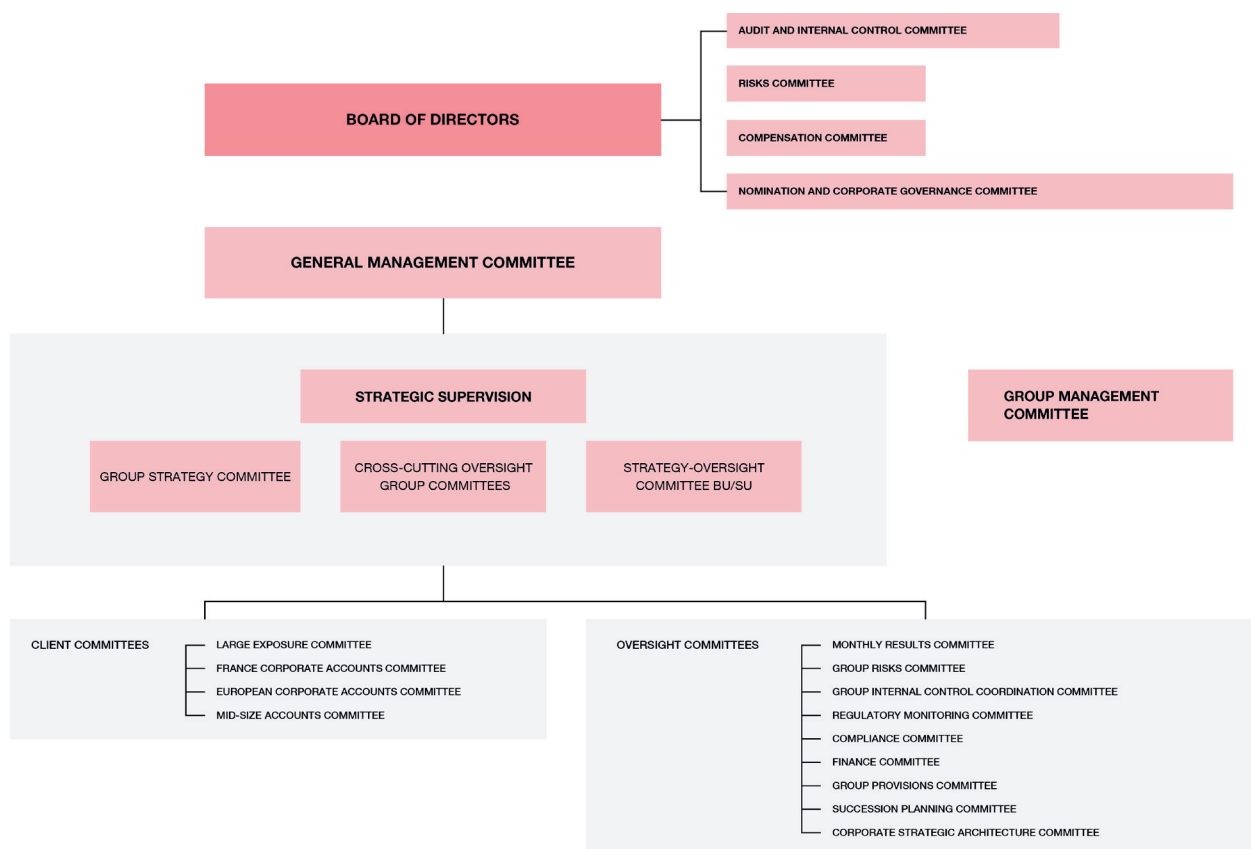 AUDIT AND INTERNAL CONTROL COMMITTEE
RISKS COMMITTEE
BOARD OF DIRECTORS
COMPENSATION COMMITTEE
NOMINATION AND CORPORATE GOVERNANCE COMMITTEE
GENERAL MANAGEMENT COMMITTEE
STRATEGIC SUPERVISION
GROUP MANAGEMENT
COMMITTEE
GROUP STRATEGY COMMITTEE
CROSS-CUTTING OVERSIGHT
GROUP COMMITTEES
STRATEGY-OVERSIGHT
COMMITTEE BU/SU
CLIENT COMMITTEES
LARGE EXPOSURE COMMITTEE
FRANCE CORPORATE ACCOUNTS COMMITTEE
EUROPEAN CORPORATE ACCOUNTS COMMITTEE
MID-SIZE ACCOUNTS COMMITTEE
OVERSIGHT COMMITTEES
MONTHLY RESULTS COMMITTEE
GROUP RISKS COMMITTEE
GROUP INTERNAL CONTROL COORDINATION COMMITTEE
REGULATORY MONITORING COMMITTEE
COMPLIANCE COMMITTEE
FINANCE COMMITTEE
GROUP PROVISIONS COMMITTEE
SUCCESSION PLANNING COMMITTEE
CORPORATE STRATEGIC ARCHITECTURE COMMITTEE